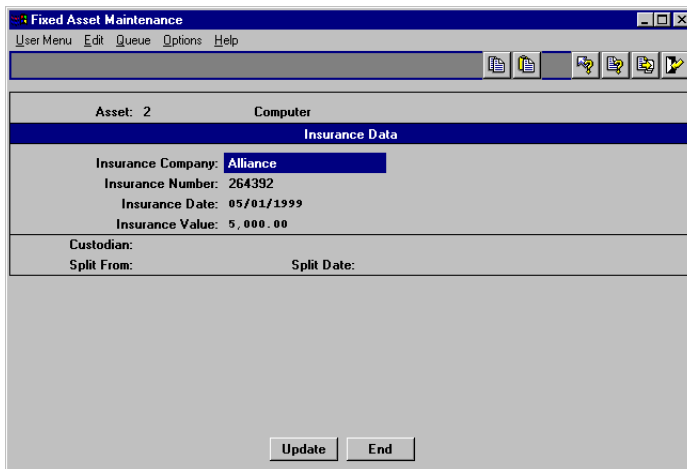 Fixed Asset Maintenance
User Menu Edit Queue Options Help
Asset: 2 Computer
Insurance Data
Insurance Company: Alliance
Insurance Number: 264392
Insurance Date: 05/01/1999
Insurance Value: 5,000.00
Custodian:
Split From: Split Date:
Update End